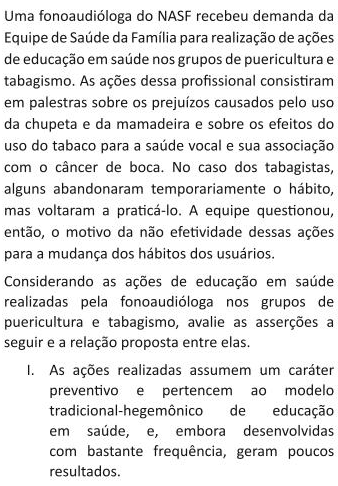 Uma fonoaudióloga do NASF recebeu demanda da
Equipe de Saúde da Família para realização de ações
de educação em saúde nos grupos de puericultura e
tabagismo. As ações dessa profissional consistiram
em palestras sobre os prejuízos causados pelo uso
da chupeta e da mamadeira e sobre os efeitos do
uso do tabaco para a saúde vocal e sua associação
com o câncer de boca. No caso dos tabagistas,
alguns abandonaram temporariamente o hábito,
mas voltaram a praticá-lo. A equipe questionou,
então, o motivo da não efetividade dessas ações
para a mudança dos hábitos dos usuários.
Considerando as ações de educação em saúde
realizadas pela fonoaudióloga nos grupos de
puericultura e tabagismo, avalie as asserções a
seguir e a relação proposta entre elas.
I. As ações realizadas assumem um caráter
preventivo e pertencem ao modelo
tradicional-hegemônico de educação
em saúde, e, embora desenvolvidas
com bastante frequência, geram poucos
resultados.